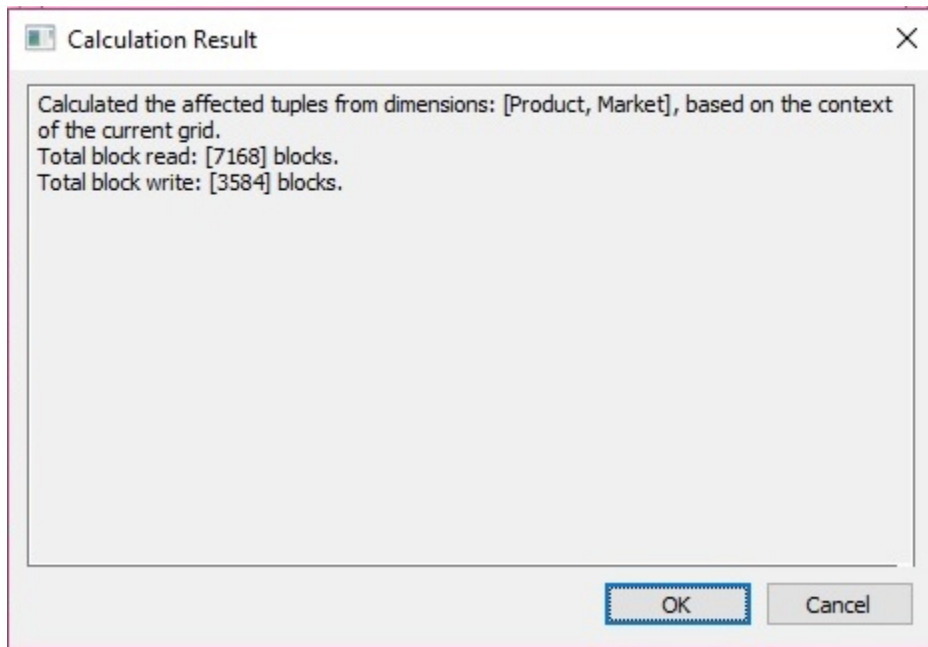 Calculation Result
Calculated the affected tuples from dimensions: [Product, Market], based on the context
of the current grid.
Total block read: [7168] blocks.
Total block write: [3584] blocks.
OK
Cancel